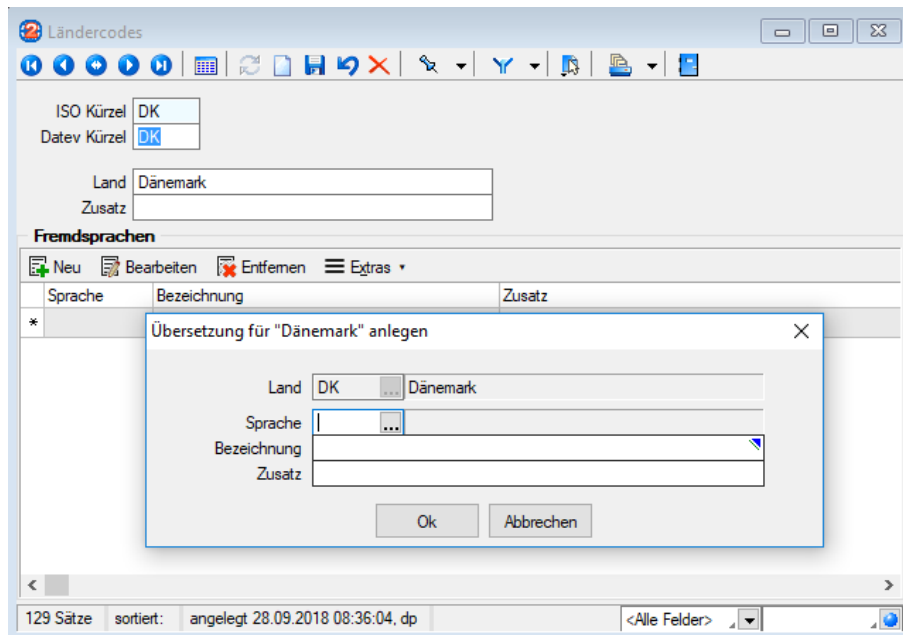 Ländercodes
ISO Kürzel DK
Datev Kürzel DK
Land Dänemark
Zusatz
Fremdsprachen
Neu Bearbeiten Entfernen Extras
Sprache Bezeichnung Zusatz
*
Übersetzung für "Dänemark" anlegen
Land DK ... Dänemark
Sprache ...
Bezeichnung
Zusatz
Ok Abbrechen
129 Sätze sortiert: angelegt 28.09.2018 08:36:04, dp <Alle Felder>